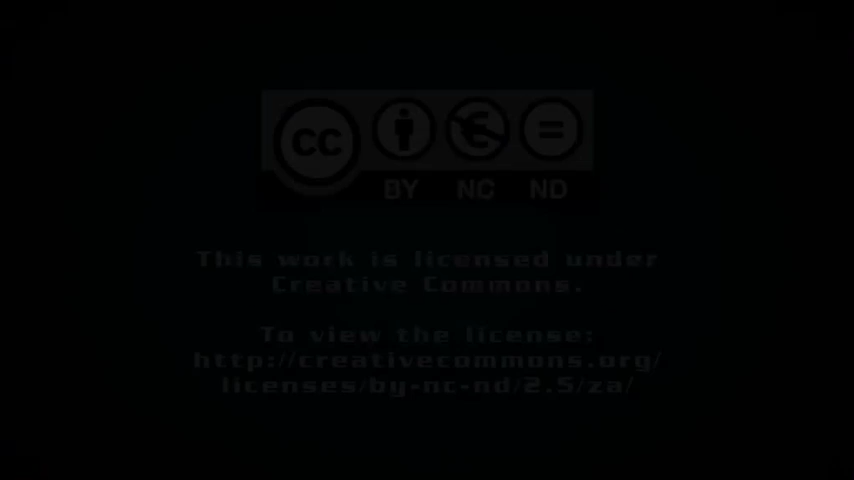 CC
BY NC ND
This work is licensed under
Creative Commons.
To view the license:
http://creativecommons.org/
licenses/by-nc-nd/2.5/za/